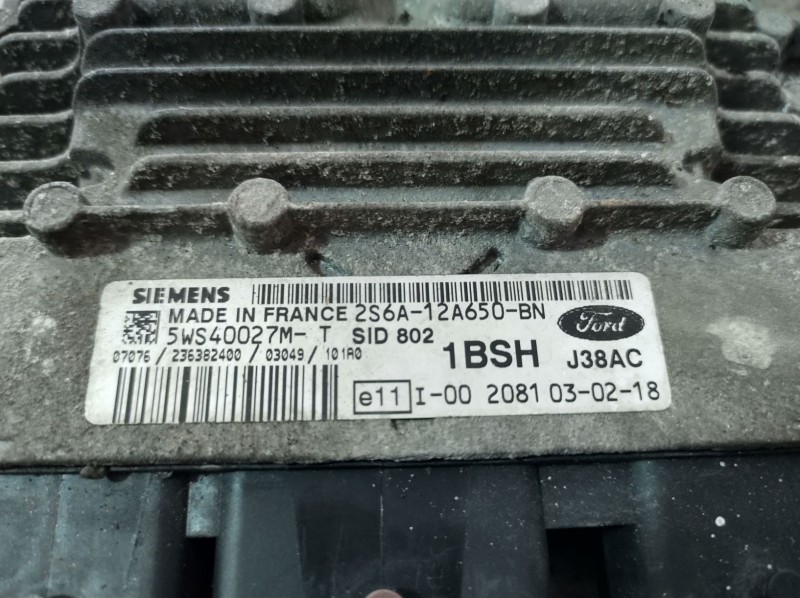 SIEMENS
MADE IN FRANCE 2S6A-12A650-BN
5WS40027M- T SID 802
Ford
07076 / 236382400 / 03049 / 101A0
1BSH J38AC
e11 I-00 2081 03-02-18